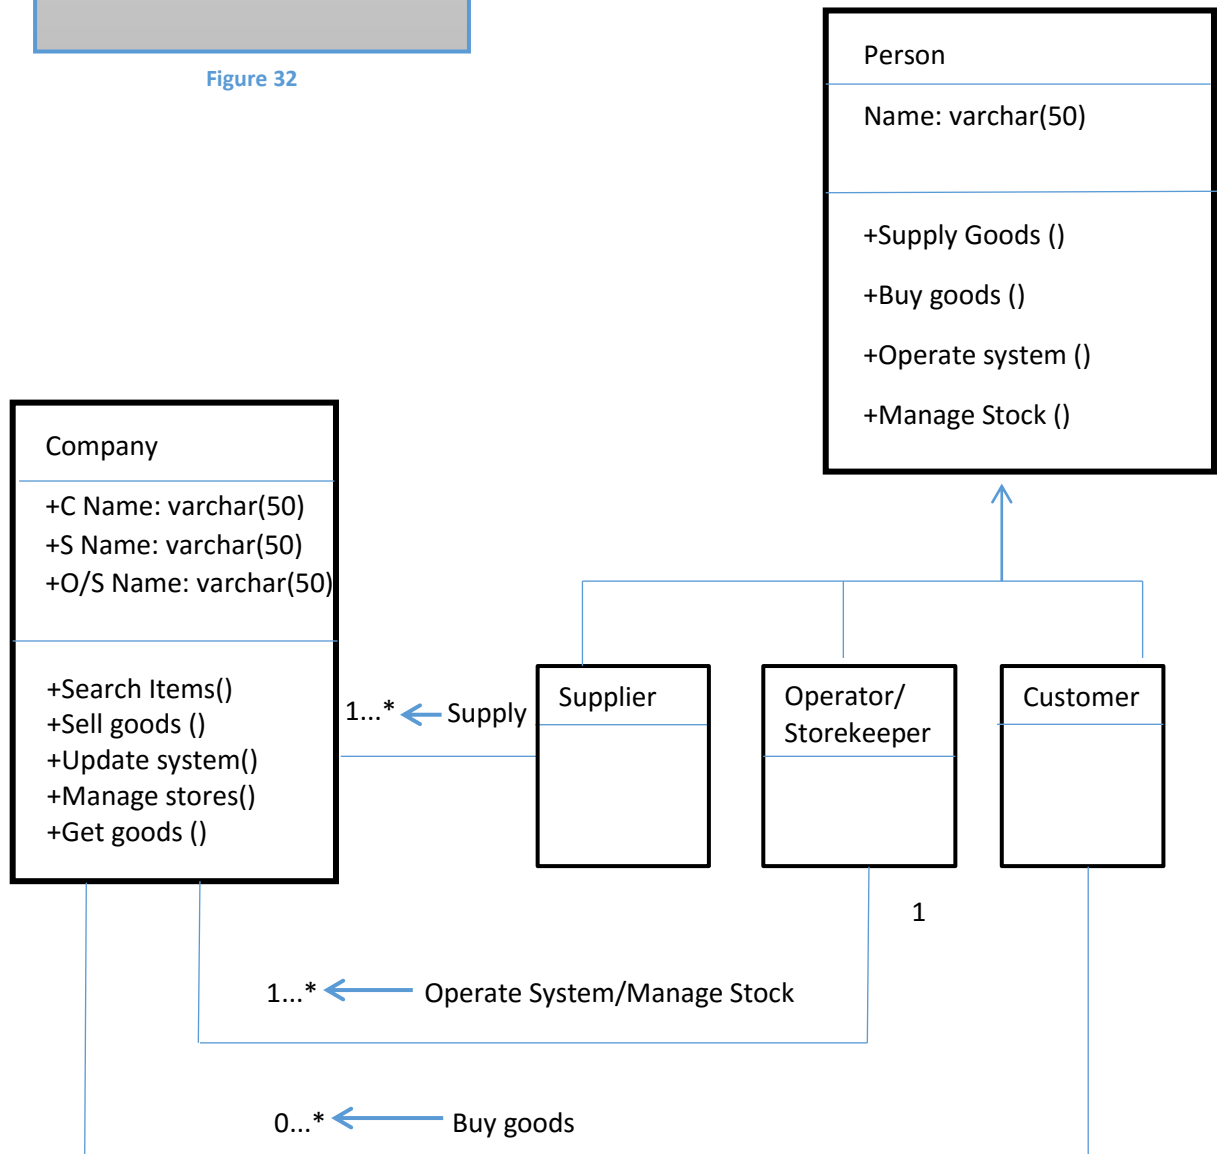 Figure 32
Person
Name: varchar(50)
+Supply Goods ()
+Buy goods ()
+Operate system ()
+Manage Stock ()
Company
+C Name: varchar(50)
+S Name: varchar(50)
+O/S Name: varchar(50)
+Search Items()
+Sell goods ()
+Update system()
+Manage stores()
+Get goods ()
1...* Supply
Supplier
Operator/
Storekeeper
Customer
1
1...* Operate System/Manage Stock
0...* Buy goods